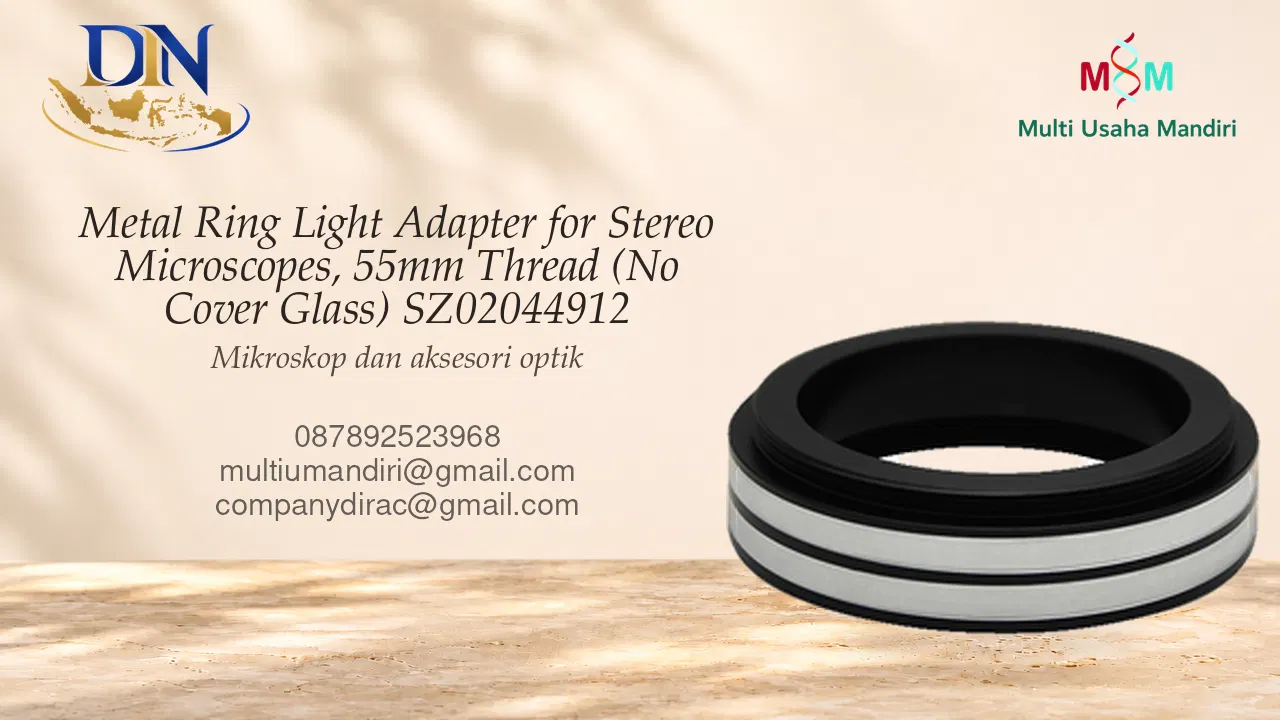 DIN
M M
Multi Usaha Mandiri
Metal Ring Light Adapter for Stereo
Microscopes, 55mm Thread (No
Cover Glass) SZ02044912
Mikroskop dan aksesori optik
087892523968
multiumandiri@gmail.com
companydirac@gmail.com